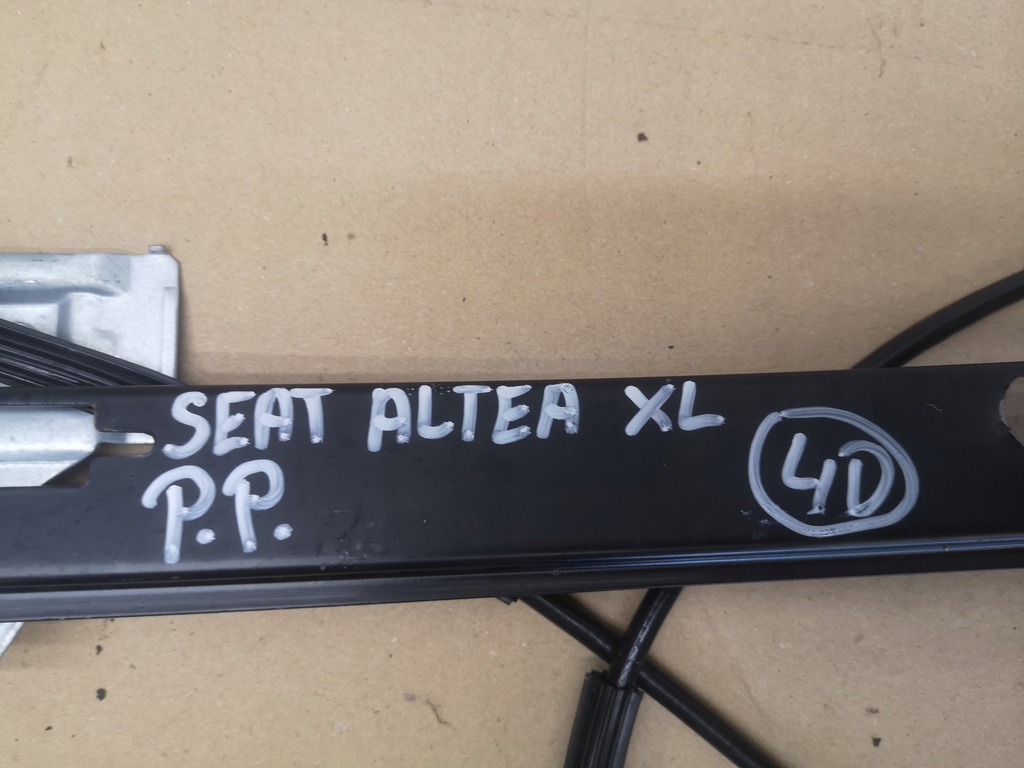 SEAT ALTEA XL
P.P.
4D